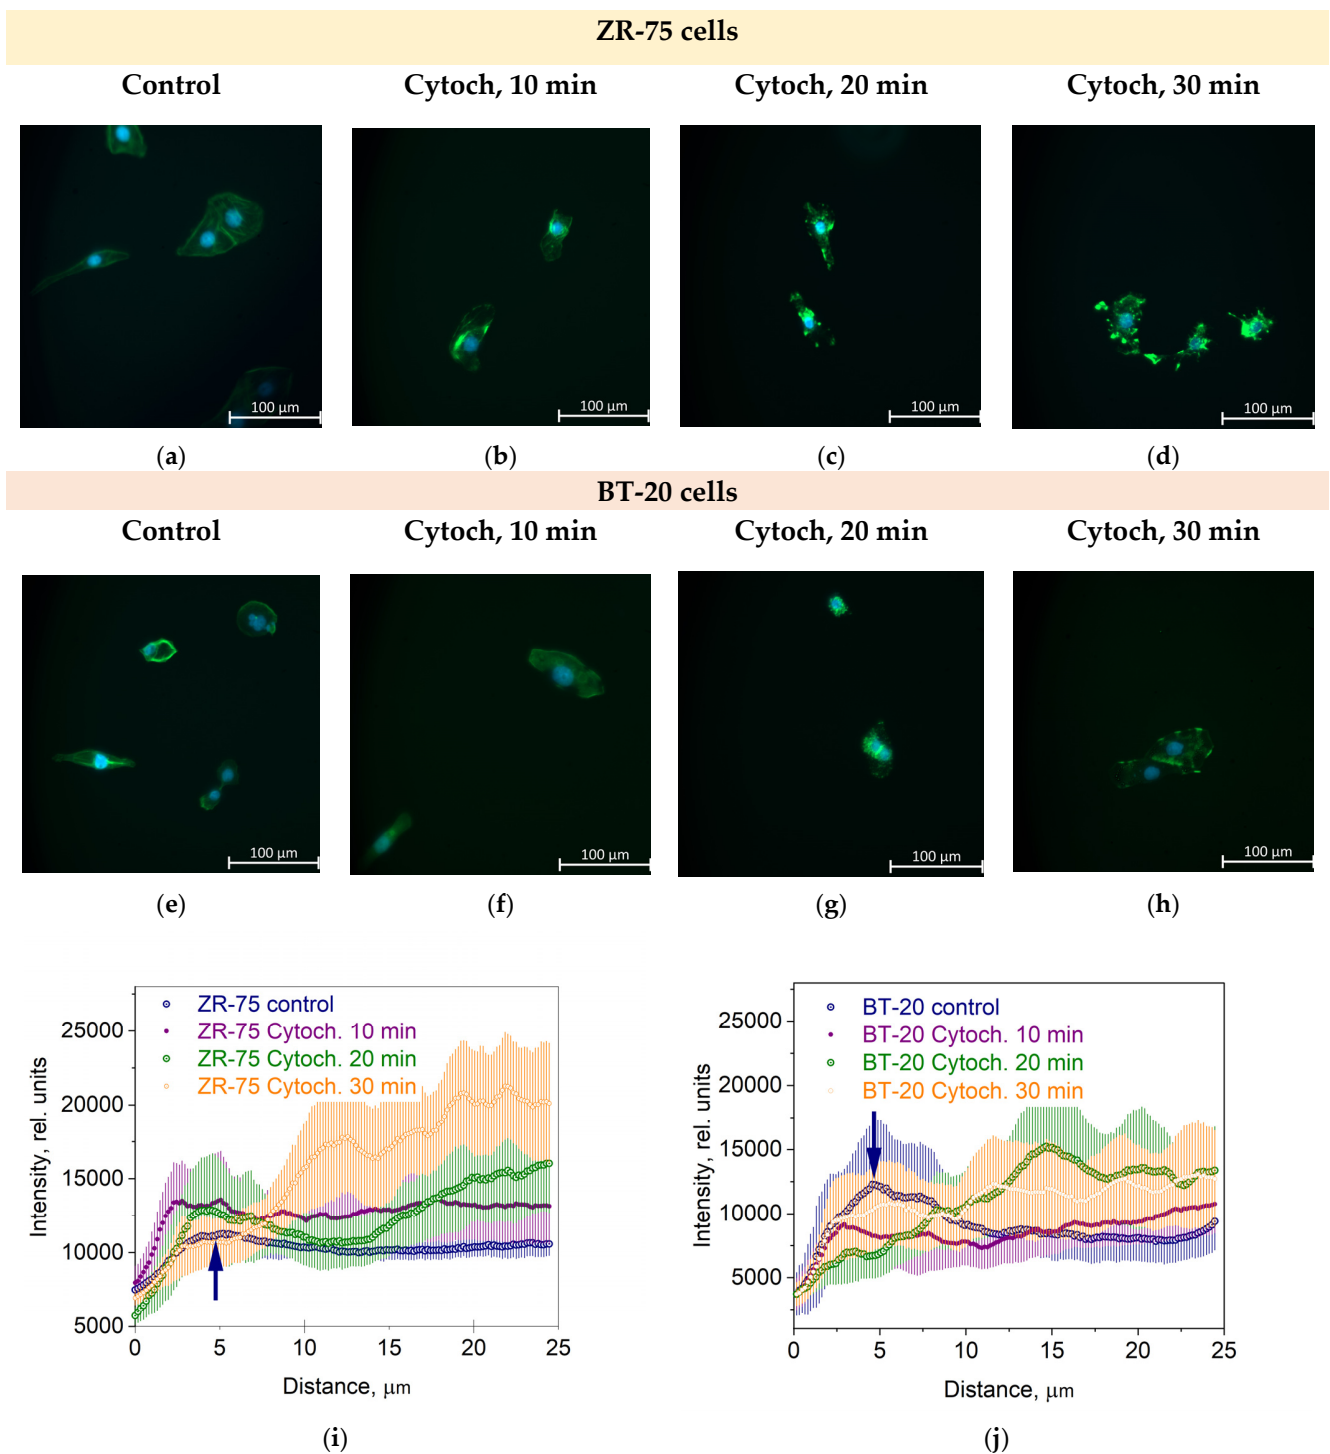 ZR-75 cells
Control Cytoch, 10 min Cytoch, 20 min Cytoch, 30 min
100 µm 100 µm 100 µm 100 µm
(a) (b) (c) (d)
BT-20 cells
Control Cytoch, 10 min Cytoch, 20 min Cytoch, 30 min
100 µm 100 µm 100 µm 100 µm
(e) (f) (g) (h)
ZR-75 control
ZR-75 Cytoch. 10 min
ZR-75 Cytoch. 20 min
ZR-75 Cytoch. 30 min
Intensity, rel. units
25000
20000
15000
10000
5000
0 5 10 15 20 25
Distance, µm
(i)
BT-20 control
BT-20 Cytoch. 10 min
BT-20 Cytoch. 20 min
BT-20 Cytoch. 30 min
Intensity, rel. units
25000
20000
15000
10000
5000
0 5 10 15 20 25
Distance, µm
(j)